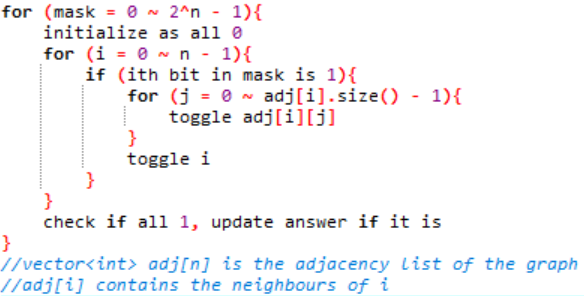 for (mask = 0 ~ 2^n - 1){
    initialize as all 0
    for (i = 0 ~ n - 1){
        if (ith bit in mask is 1){
            for (j = 0 ~ adj[i].size() - 1){
                toggle adj[i][j]
            }
            toggle i
        }
    }
    check if all 1, update answer if it is
}
//vector<int> adj[n] is the adjacency list of the graph
//adj[i] contains the neighbours of i